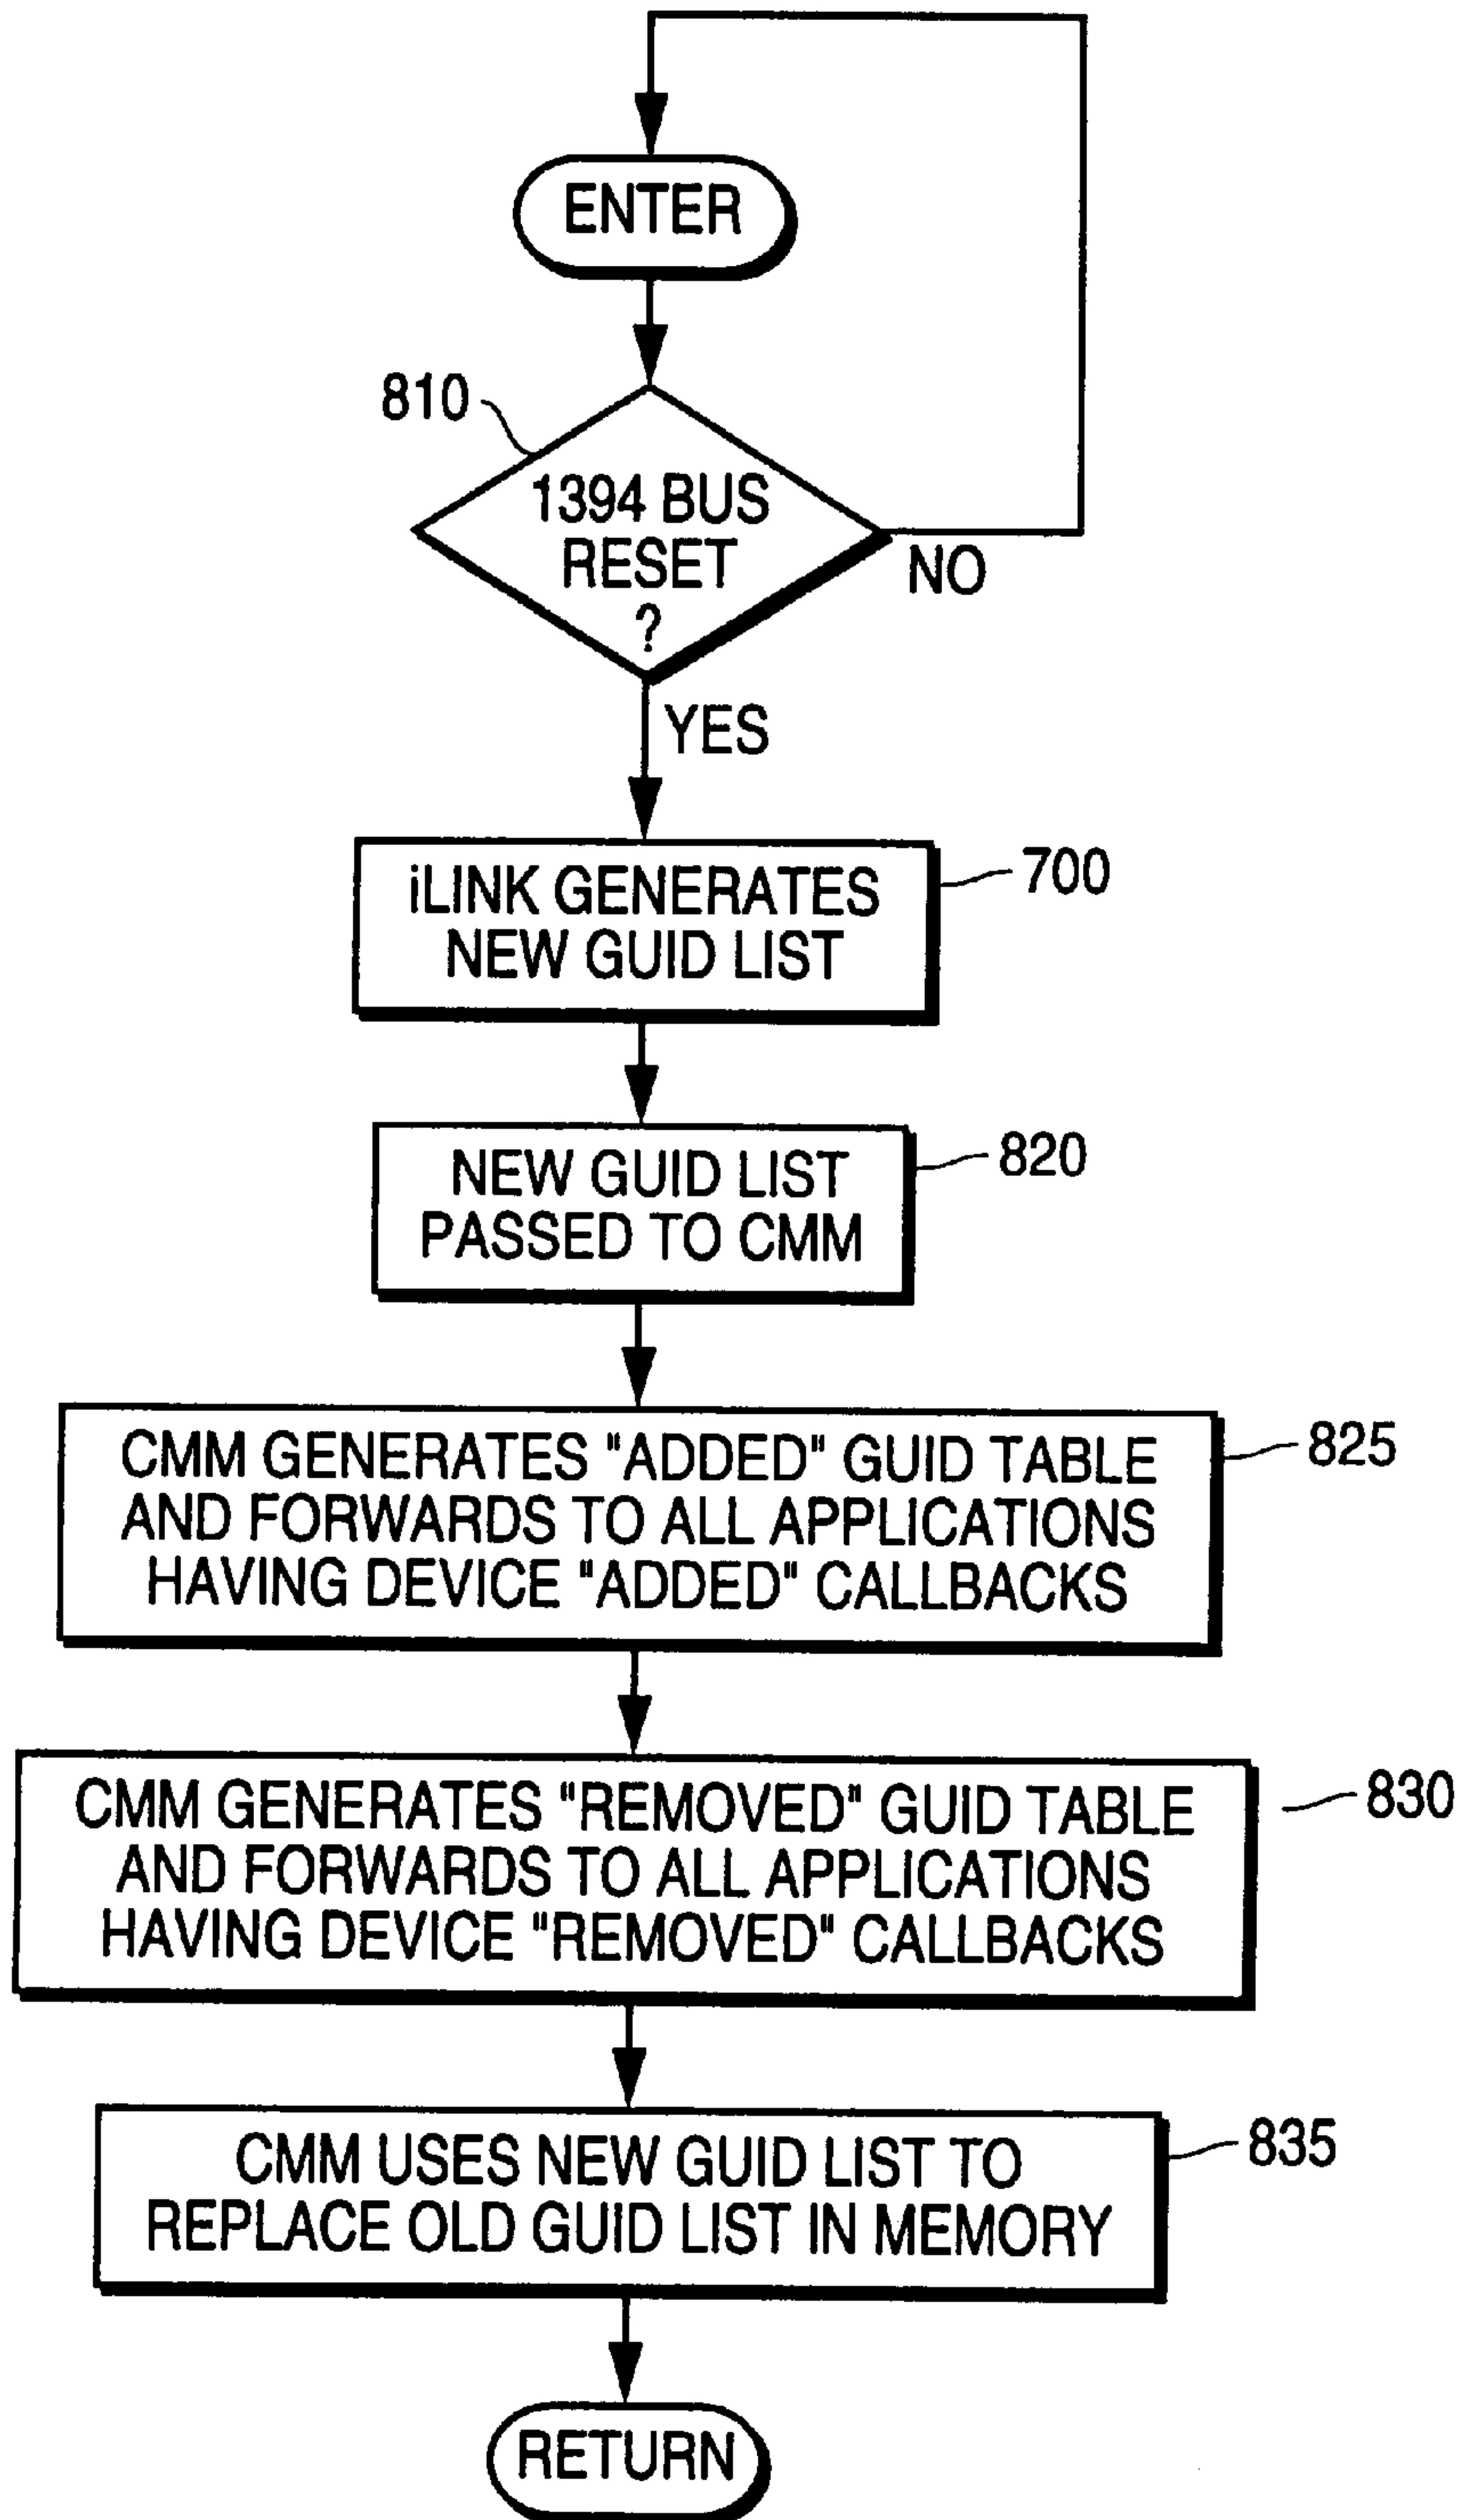 ENTER
810
1394 BUS
RESET
?
NO
YES
iLINK GENERATES
NEW GUID LIST
700
NEW GUID LIST
PASSED TO CMM
820
CMM GENERATES "ADDED" GUID TABLE
AND FORWARDS TO ALL APPLICATIONS
HAVING DEVICE "ADDED" CALLBACKS
825
CMM GENERATES "REMOVED" GUID TABLE
AND FORWARDS TO ALL APPLICATIONS
HAVING DEVICE "REMOVED" CALLBACKS
830
CMM USES NEW GUID LIST TO
REPLACE OLD GUID LIST IN MEMORY
835
RETURN